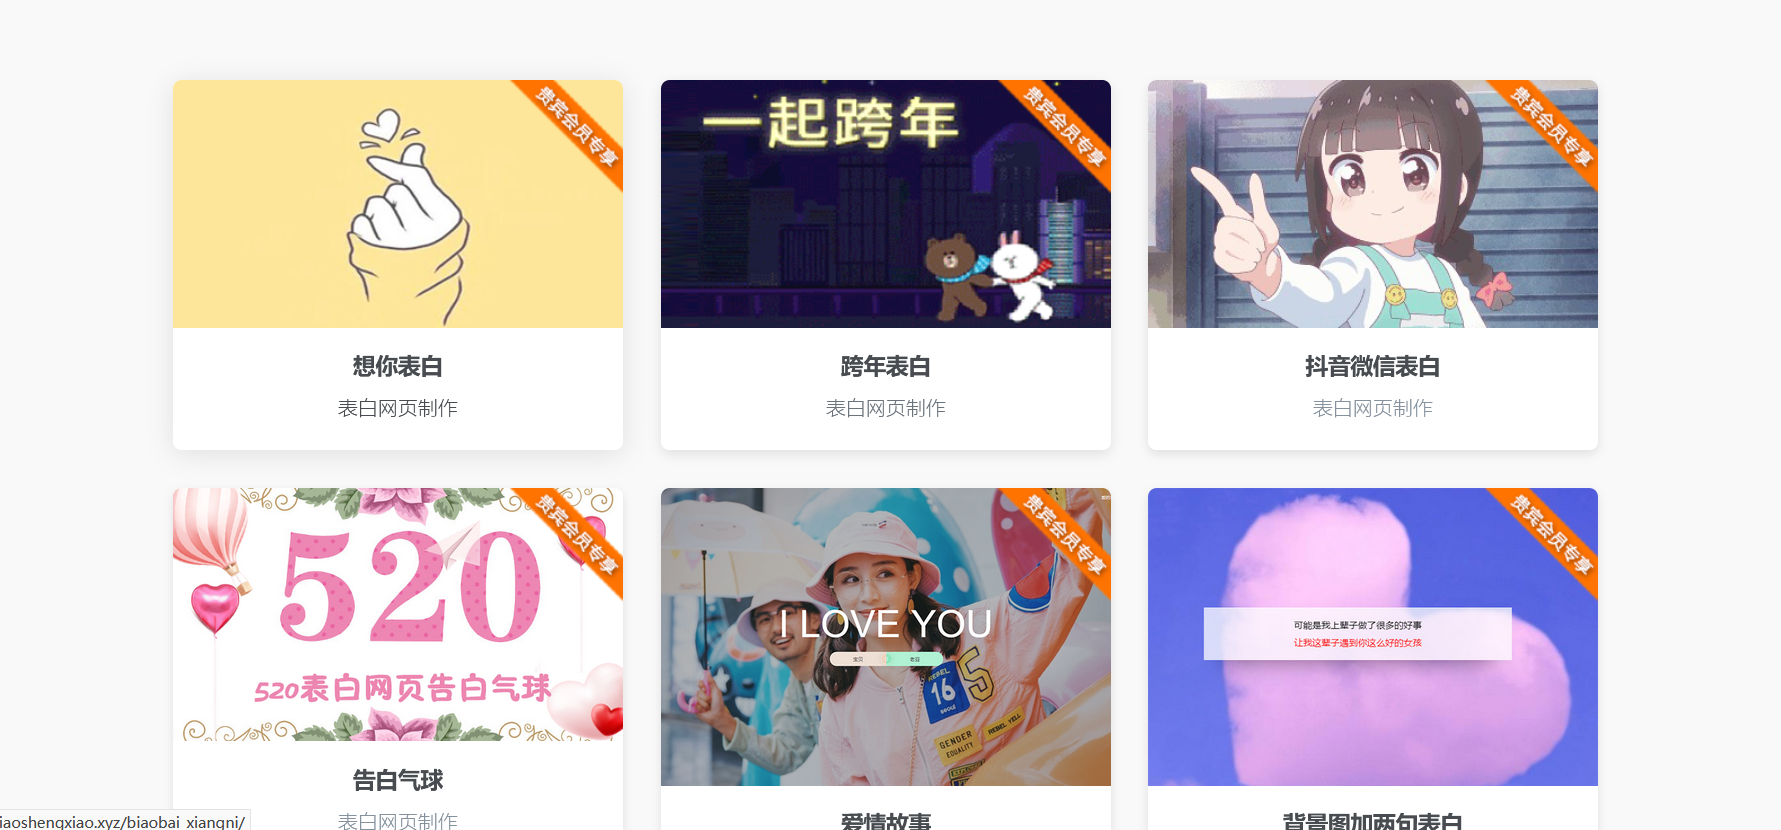 贵宾会员专享
一起跨年
贵宾会员专享
贵宾会员专享
想你表白
表白网页制作
跨年表白
表白网页制作
抖音微信表白
表白网页制作
贵宾会员专享
520
520表白网页告白气球
告白气球
表白网页制作
贵宾会员专享
I LOVE YOU
REBEL
16
seoul
5
GENDER
EQUALITY
REBEL YELL
爱情故事
贵宾会员专享
可能是我上辈子做了很多的好事
让我这辈子遇到你这么好的女孩
背景图加两句表白
iaoshengxiao.xyz/biaobai_xiangni/